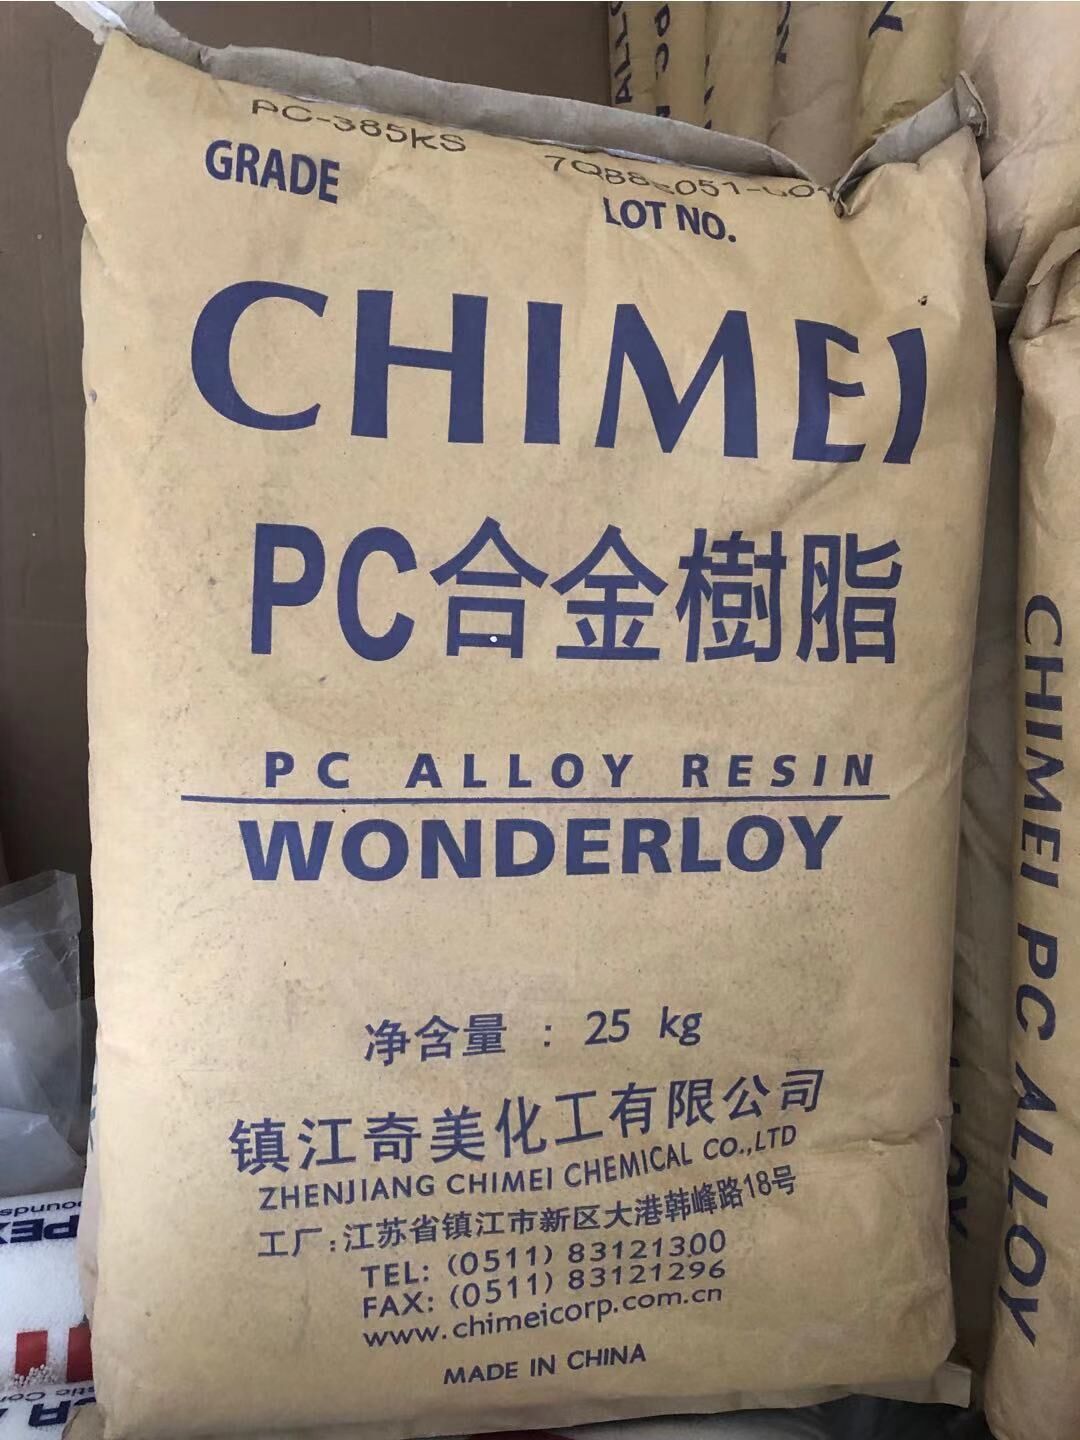 PC-385KS
GRADE
LOT NO.
CHIMEI
PC合金樹脂
PC ALLOY RESIN
WONDERLOY
净含量 : 25 kg
镇江奇美化工有限公司
ZHENJIANG CHIMEI CHEMICAL CO.,LTD
工厂:江苏省镇江市新区大港韩峰路18号
TEL: (0511) 83121300
FAX: (0511) 83121296
www.chimeicorp.com.cn
MADE IN CHINA
CHIMEI PC ALLOY